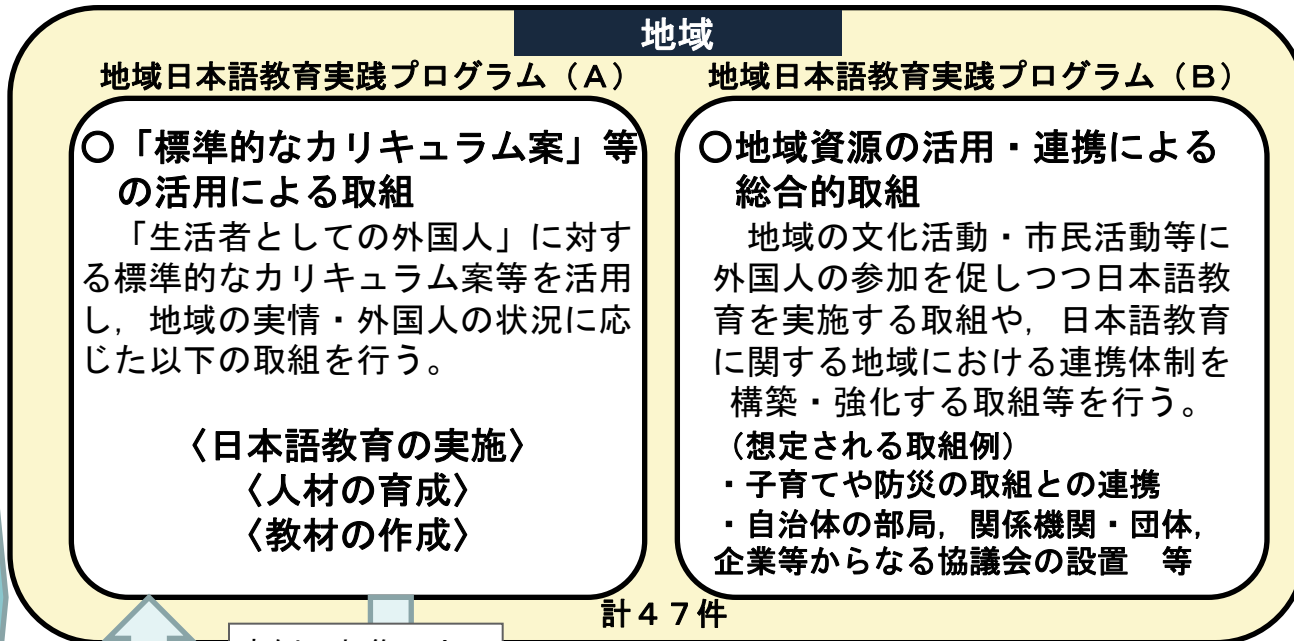 地域
地域日本語教育実践プログラム（A）
〇「標準的なカリキュラム案」等
の活用による取組
「生活者としての外国人」に対す
る標準的なカリキュラム案等を活用
し，地域の実情・外国人の状況に応
じた以下の取組を行う。
〈日本語教育の実施〉
〈人材の育成〉
〈教材の作成〉
地域日本語教育実践プログラム（B）
〇地域資源の活用・連携による
総合的取組
地域の文化活動・市民活動等に
外国人の参加を促しつつ日本語教
育を実施する取組や，日本語教育
に関する地域における連携体制を
構築・強化する取組等を行う。
（想定される取組例）
・子育てや防災の取組との連携
・自治体の部局，関係機関・団体，
企業等からなる協議会の設置　等
計４７件